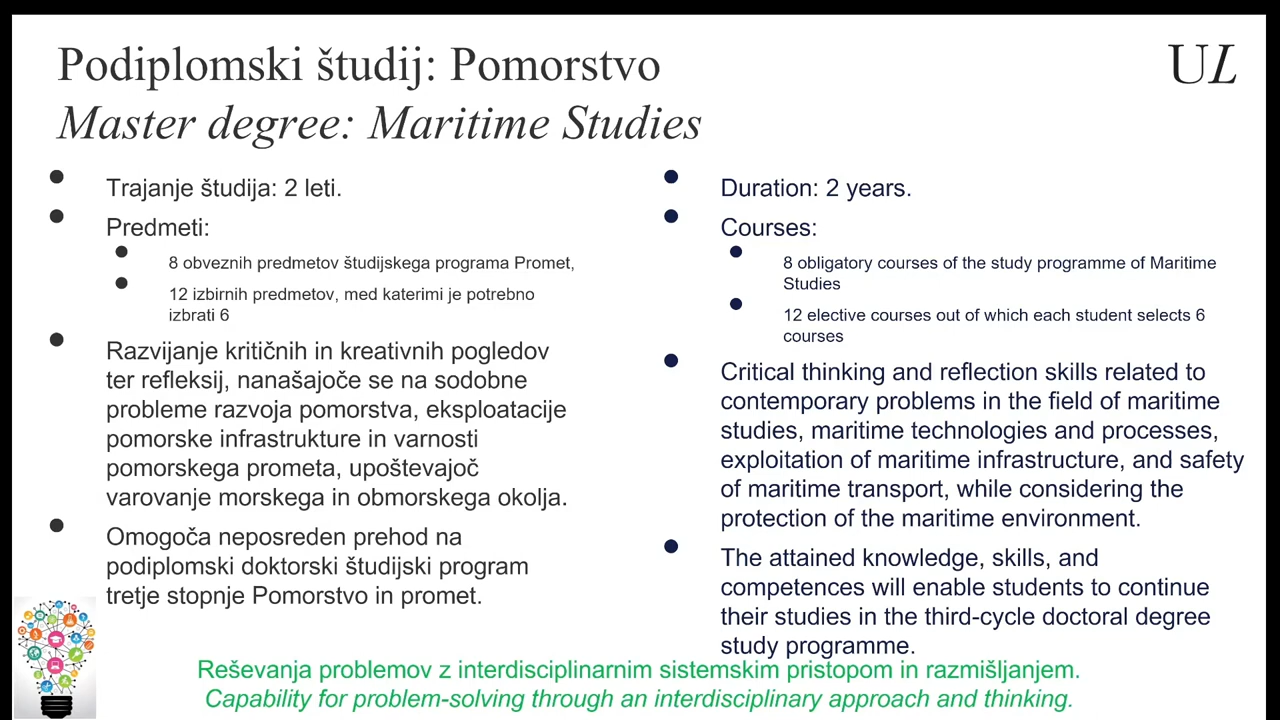 Podiplomski študij: Pomorstvo
Master degree: Maritime Studies
UL
Trajanje študija: 2 leti.
Predmeti:
8 obveznih predmetov študijskega programa Promet,
12 izbirnih predmetov, med katerimi je potrebno
izbrati 6
Razvijanje kritičnih in kreativnih pogledov
ter refleksij, nanašajoče se na sodobne
probleme razvoja pomorstva, eksploatacije
pomorske infrastrukture in varnosti
pomorskega prometa, upoštevajoč
varovanje morskega in obmorskega okolja.
Omogoča neposreden prehod na
podiplomski doktorski študijski program
tretje stopnje Pomorstvo in promet.
Duration: 2 years.
Courses:
8 obligatory courses of the study programme of Maritime
Studies
12 elective courses out of which each student selects 6
courses
Critical thinking and reflection skills related to
contemporary problems in the field of maritime
studies, maritime technologies and processes,
exploitation of maritime infrastructure, and safety
of maritime transport, while considering the
protection of the maritime environment.
The attained knowledge, skills, and
competences will enable students to continue
their studies in the third-cycle doctoral degree
study programme.
Reševanja problemov z interdisciplinarnim sistemskim pristopom in razmišljanjem.
Capability for problem-solving through an interdisciplinary approach and thinking.